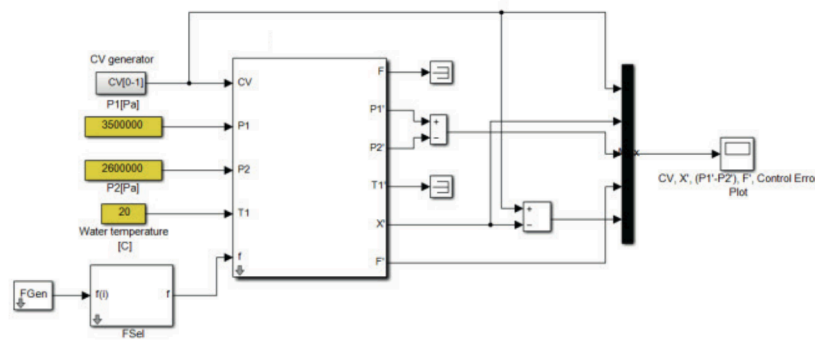 CV generator
CV[0-1]
P1[Pa]
3500000
2600000
P2[Pa]
20
Water temperature
[C]
FGen
f(i)
f
FSel
CV
P1
P2
T1
f
F
P1'
P2'
T1'
X'
F'
+
−
+
−
x
CV, X', (P1'-P2'), F', Control Error
Plot